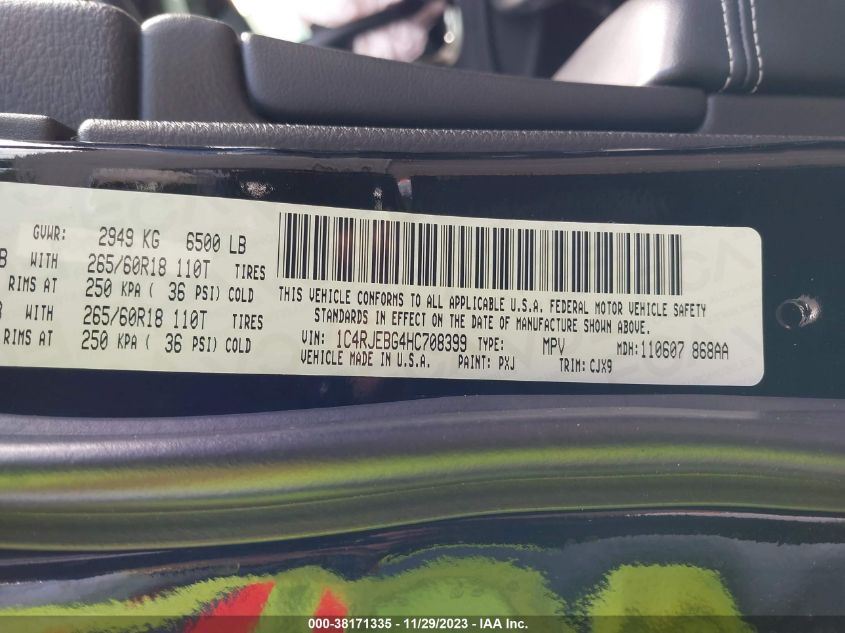 GVWR: 2949 KG 6500 LB
B WITH 265/60R18 110T TIRES
RIMS AT 250 KPA ( 36 PSI) COLD
WITH 265/60R18 110T TIRES
RIMS AT 250 KPA ( 36 PSI) COLD
THIS VEHICLE CONFORMS TO ALL APPLICABLE U.S.A. FEDERAL MOTOR VEHICLE SAFETY
STANDARDS IN EFFECT ON THE DATE OF MANUFACTURE SHOWN ABOVE.
VIN: 1C4RJEBG4HC708399 TYPE: MPV MDH:110607 868AA
VEHICLE MADE IN U.S.A. PAINT: PXJ TRIM: CJX9
000-38171335 - 11/29/2023 - IAA Inc.